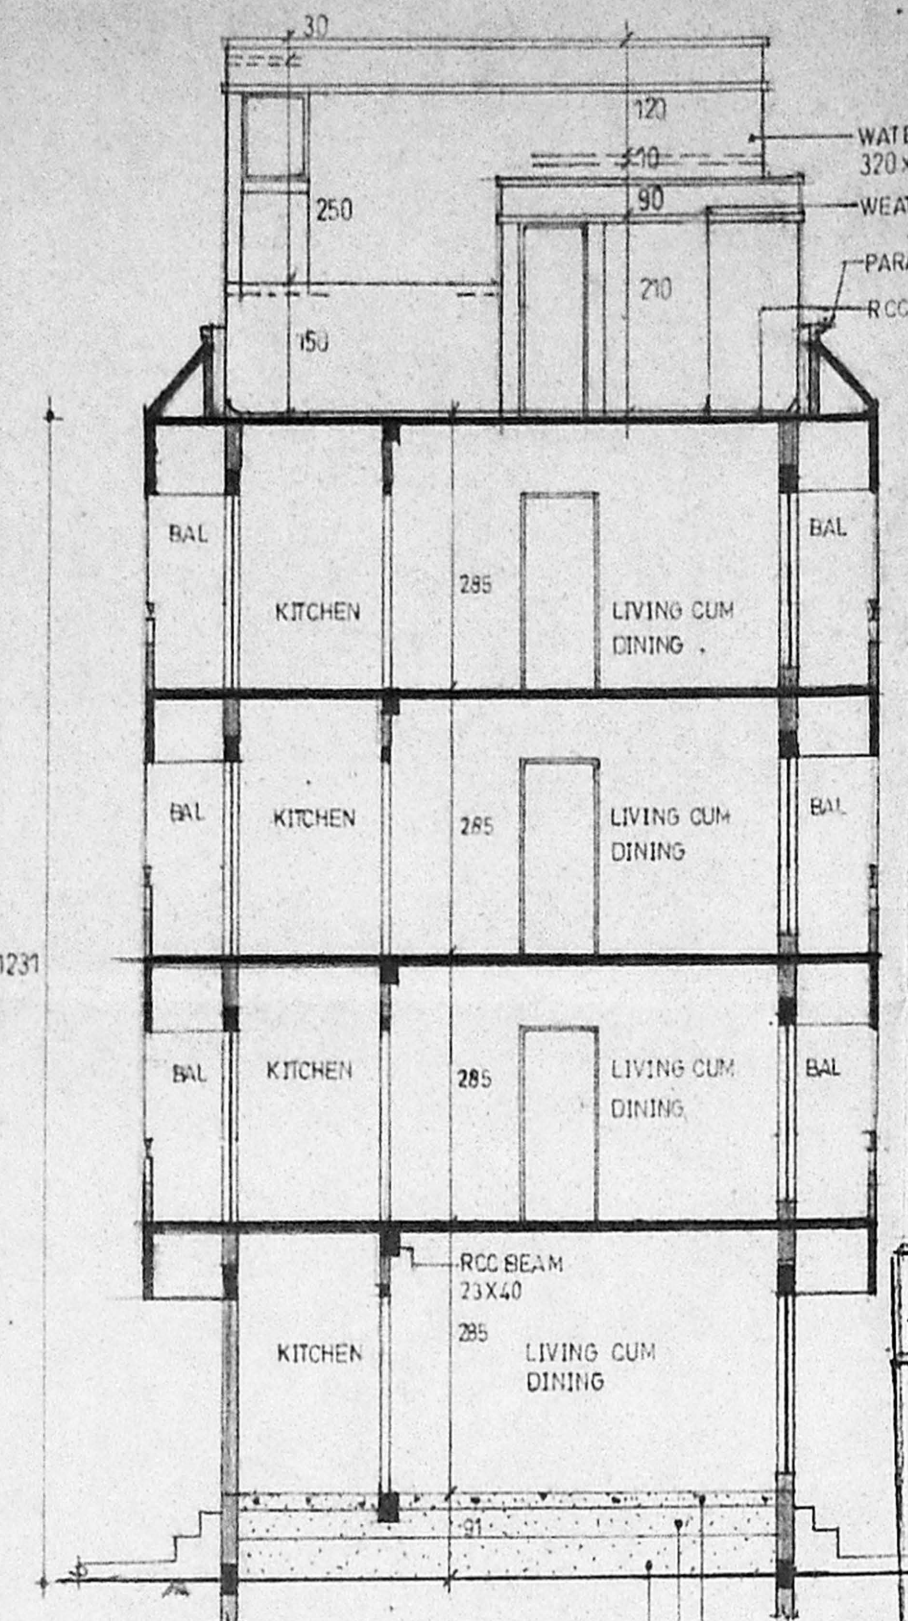 30
120
WATE
320 x
10
90
WEAT
250
PARA
210
RCC
150
BAL
BAL
285
KITCHEN
LIVING CUM
DINING
BAL
KITCHEN
285
LIVING CUM
DINING
BAL
1231
BAL
KITCHEN
285
LIVING CUM
DINING
BAL
RCC BEAM
23X40
285
KITCHEN
LIVING CUM
DINING
91